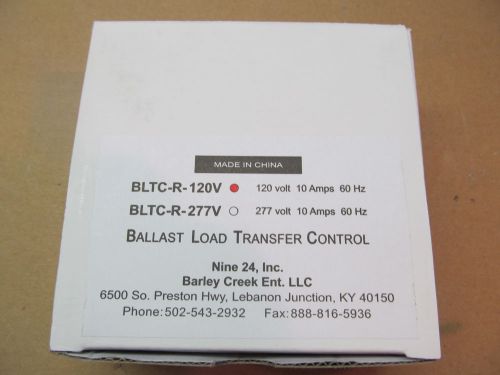 MADE IN CHINA
BLTC-R-120V 120 volt 10 Amps 60 Hz
BLTC-R-277V 277 volt 10 Amps 60 Hz
BALLAST LOAD TRANSFER CONTROL
Nine 24, Inc.
Barley Creek Ent. LLC
6500 So. Preston Hwy, Lebanon Junction, KY 40150
Phone:502-543-2932 Fax:888-816-5936